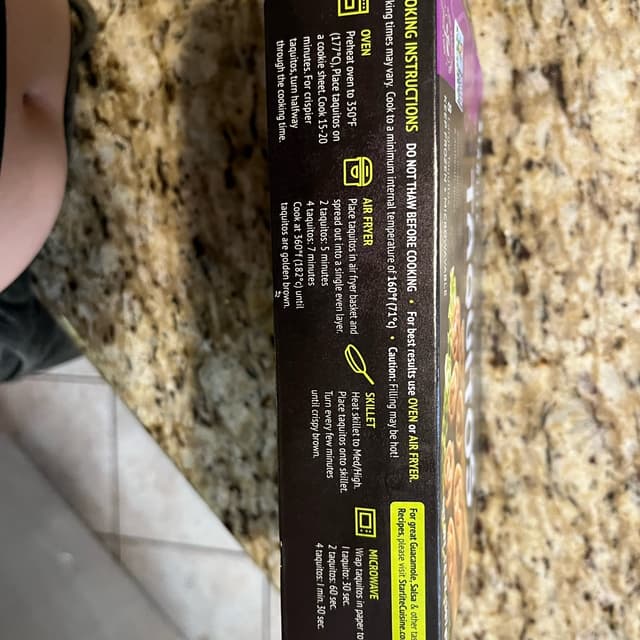 OKING INSTRUCTIONS DO NOT THAW BEFORE COOKING • For best results use OVEN or AIR FRYER.
king times may vary. Cook to a minimum internal temperature of 160°f (71°c) • Caution: Filling may be hot!
OVEN
Preheat oven to 350°F
(177°C), Place taquitos on
a cookie sheet. Cook 15-20
minutes. For crispier
taquitos, turn halfway
through the cooking time.
AIR FRYER
Place taquitos in air fryer basket and
spread out into a single even layer.
2 taquitos: 5 minutes
4 taquitos: 7 minutes
Cook at 360°f (182°c) until
taquitos are golden brown.
SKILLET
Heat skillet to Med/High.
Place taquitos onto skillet.
Turn every few minutes
until crispy brown.
MICROWAVE
Wrap taquitos in paper to
1 taquito: 30 sec.
2 taquitos: 60 sec.
4 taquitos: 1 min. 30 sec.
For great Guacamole, Salsa & other ta
Recipes, please visit StarliteCuisine.co